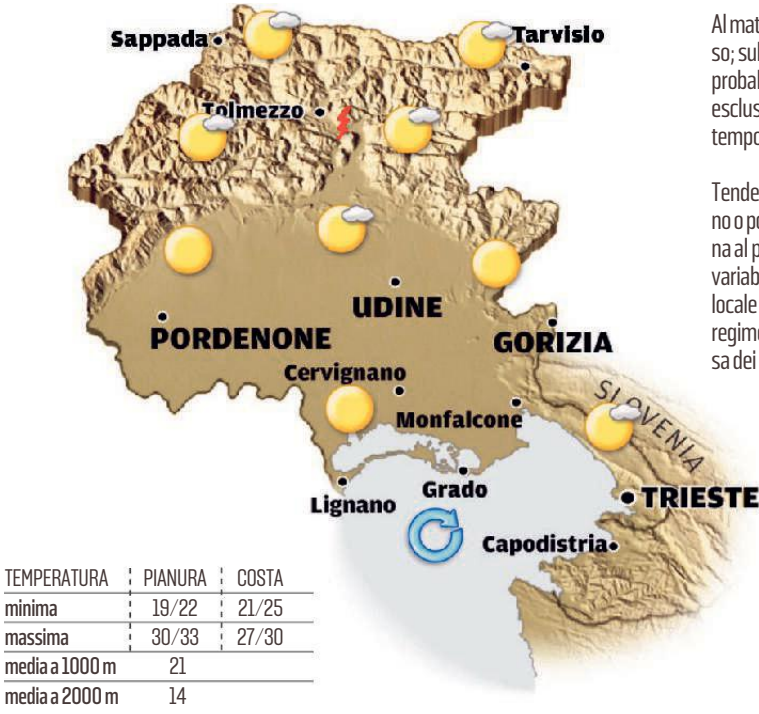 Sappada
Tarvisio
Tolmezzo
UDINE
PORDENONE
GORIZIA
Cervignano
Monfalcone
SLOVENIA
Lignano
Grado
TRIESTE
Capodistria
TEMPERATURA PIANURA COSTA
minima 19/22 21/25
massima 30/33 27/30
media a 1000 m 21
media a 2000 m 14
Al mat
so; sul
probal
esclus
tempo
Tende
no o po
na al p
variab
locale
regime
sa dei